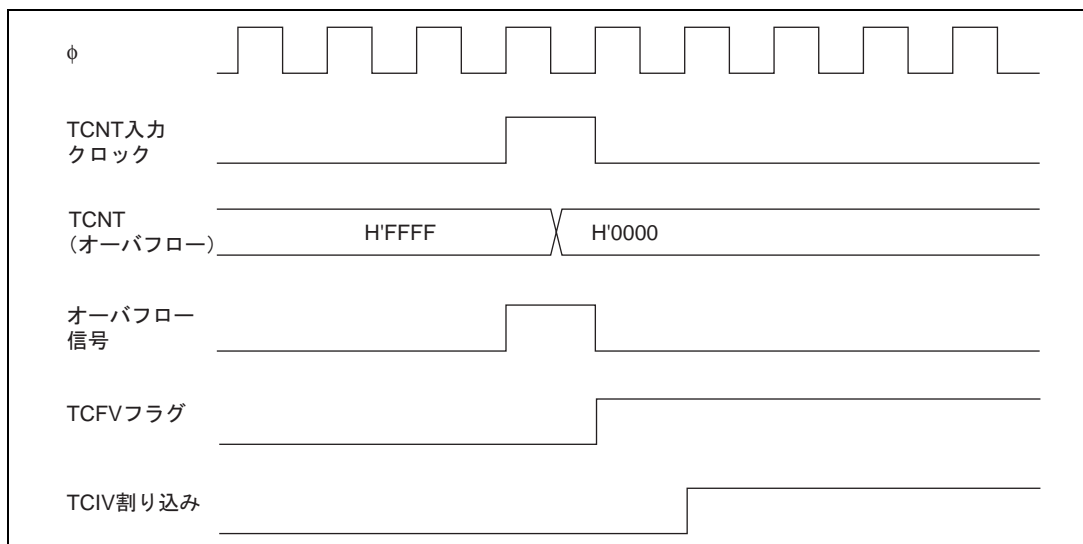 φ
TCNT入力
クロック
TCNT
（オーバフロー）
H'FFFF
H'0000
オーバフロー
信号
TCFVフラグ
TCIV割り込み